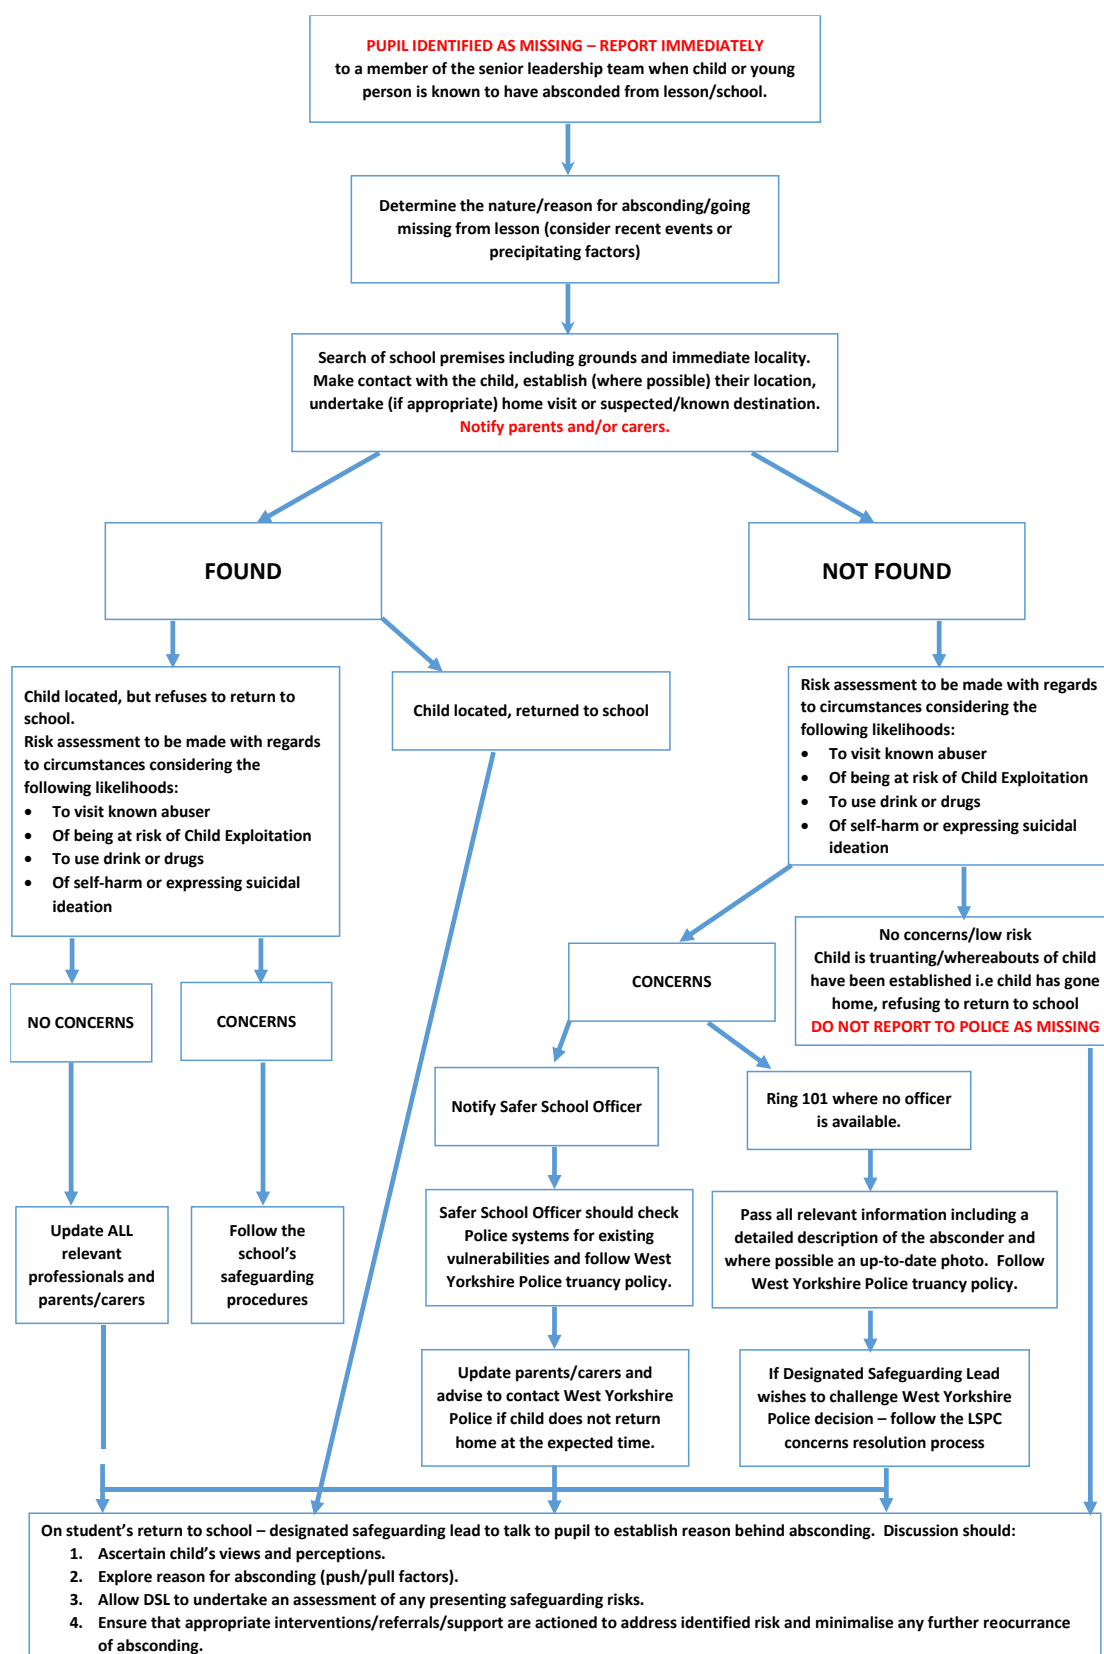 PUPIL IDENTIFIED AS MISSING – REPORT IMMEDIATELY
to a member of the senior leadership team when child or young
person is known to have absconded from lesson/school.
Determine the nature/reason for absconding/going
missing from lesson (consider recent events or
precipitating factors)
Search of school premises including grounds and immediate locality.
Make contact with the child, establish (where possible) their location,
undertake (if appropriate) home visit or suspected/known destination.
Notify parents and/or carers.
FOUND
NOT FOUND
Child located, but refuses to return to
school.
Risk assessment to be made with regards
to circumstances considering the
following likelihoods:
• To visit known abuser
• Of being at risk of Child Exploitation
• To use drink or drugs
• Of self-harm or expressing suicidal
ideation
Child located, returned to school
Risk assessment to be made with regards
to circumstances considering the
following likelihoods:
• To visit known abuser
• Of being at risk of Child Exploitation
• To use drink or drugs
• Of self-harm or expressing suicidal
ideation
NO CONCERNS
CONCERNS
CONCERNS
No concerns/low risk
Child is truanting/whereabouts of child
have been established i.e child has gone
home, refusing to return to school
DO NOT REPORT TO POLICE AS MISSING
Notify Safer School Officer
Ring 101 where no officer
is available.
Update ALL
relevant
professionals and
parents/carers
Follow the
school's
safeguarding
procedures
Safer School Officer should check
Police systems for existing
vulnerabilities and follow West
Yorkshire Police truancy policy.
Pass all relevant information including a
detailed description of the absconder and
where possible an up-to-date photo.  Follow
West Yorkshire Police truancy policy.
Update parents/carers and
advise to contact West Yorkshire
Police if child does not return
home at the expected time.
If Designated Safeguarding Lead
wishes to challenge West Yorkshire
Police decision – follow the LSPC
concerns resolution process
On student's return to school – designated safeguarding lead to talk to pupil to establish reason behind absconding.  Discussion should:
1. Ascertain child's views and perceptions.
2. Explore reason for absconding (push/pull factors).
3. Allow DSL to undertake an assessment of any presenting safeguarding risks.
4. Ensure that appropriate interventions/referrals/support are actioned to address identified risk and minimalise any further reocurrance
of absconding.